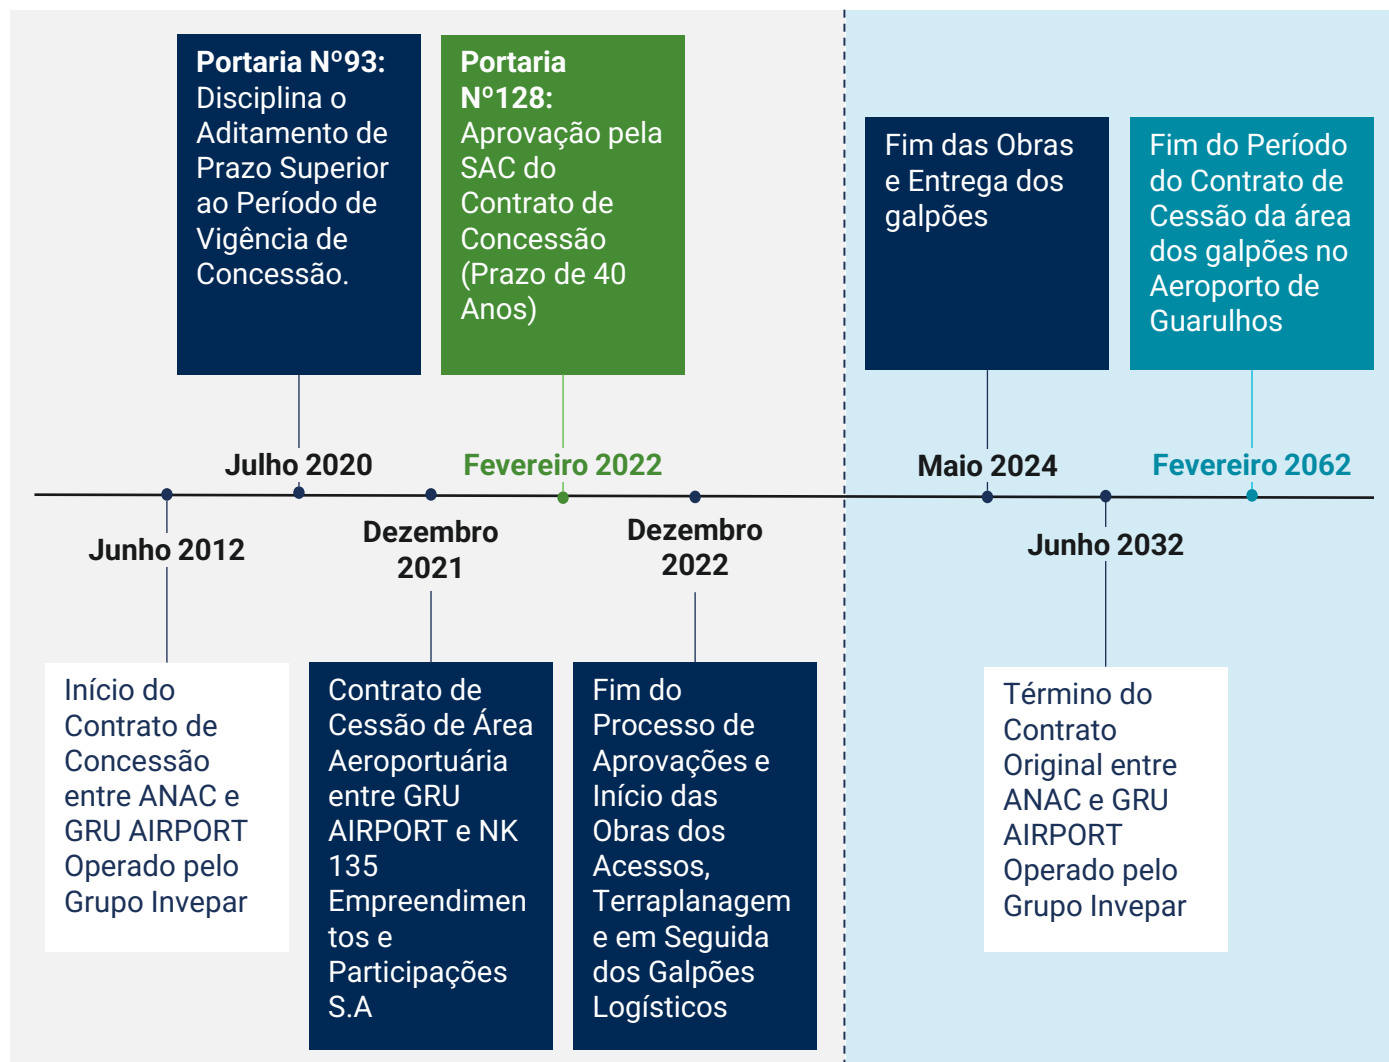 Portaria Nº93:
Disciplina o
Aditamento de
Prazo Superior
ao Período de
Vigência de
Concessão.
Portaria
Nº128:
Aprovação pela
SAC do
Contrato de
Concessão
(Prazo de 40
Anos)
Fim das Obras
e Entrega dos
galpões
Fim do Período
do Contrato de
Cessão da área
dos galpões no
Aeroporto de
Guarulhos
Julho 2020
Fevereiro 2022
Maio 2024
Fevereiro 2062
Junho 2012
Dezembro
2021
Dezembro
2022
Junho 2032
Início do
Contrato de
Concessão
entre ANAC e
GRU AIRPORT
Operado pelo
Grupo Invepar
Contrato de
Cessão de Área
Aeroportuária
entre GRU
AIRPORT e NK
135
Empreendimen
tos e
Participações
S.A
Fim do
Processo de
Aprovações e
Início das
Obras dos
Acessos,
Terraplanagem
e em Seguida
dos Galpões
Logísticos
Término do
Contrato
Original entre
ANAC e GRU
AIRPORT
Operado pelo
Grupo Invepar